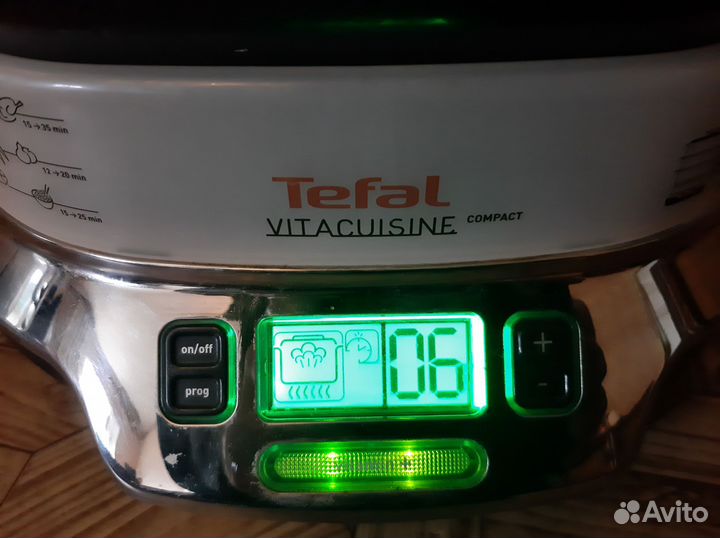 15→35 min
12→20 min
15→25 min
Tefal
VITACUISINE COMPACT
on/off
prog
06
+
-
Avito